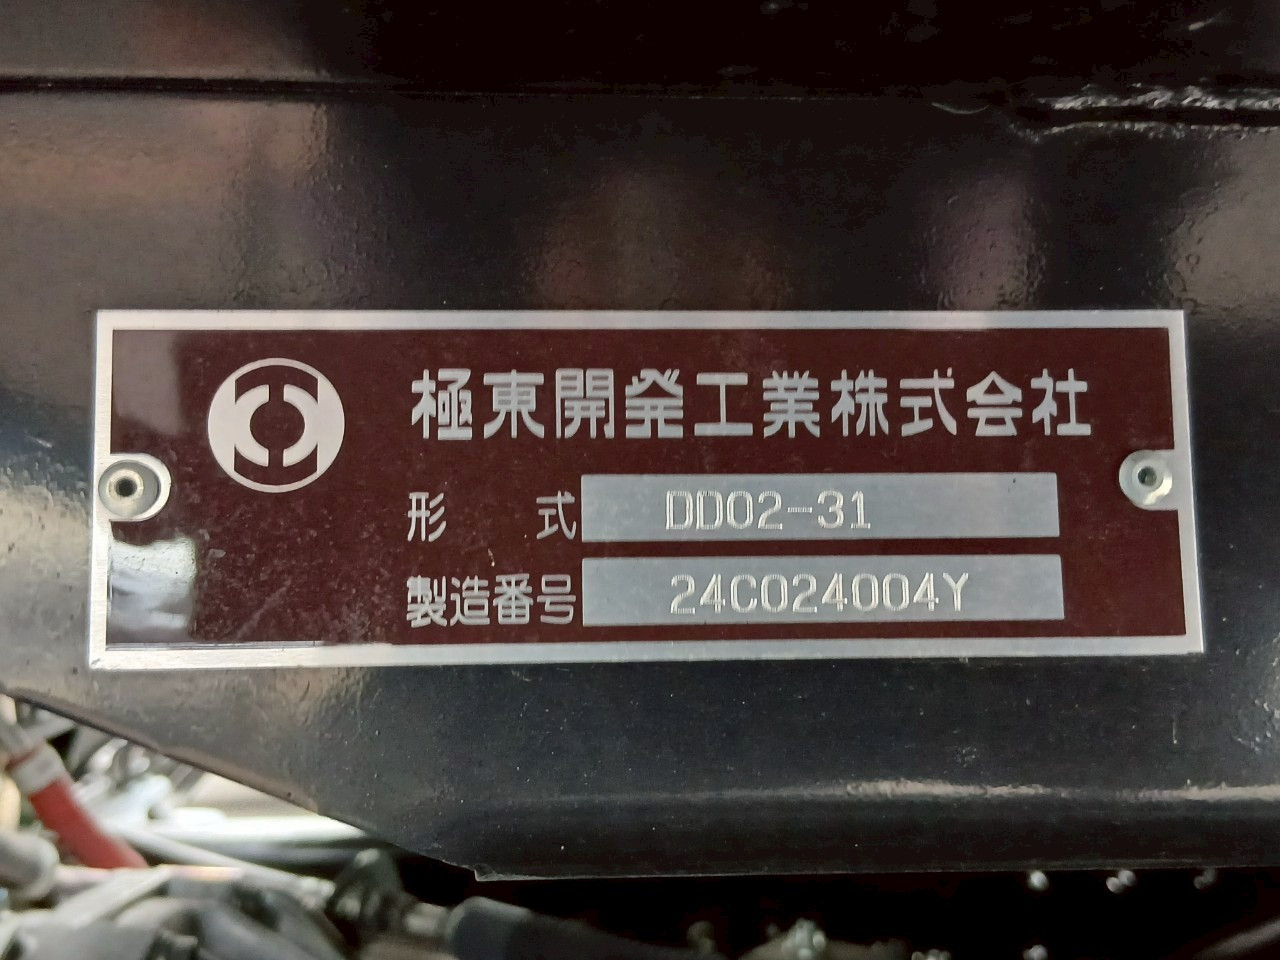 極東開発工業株式会社
形式 DD02-31
製造番号 24C024004Y